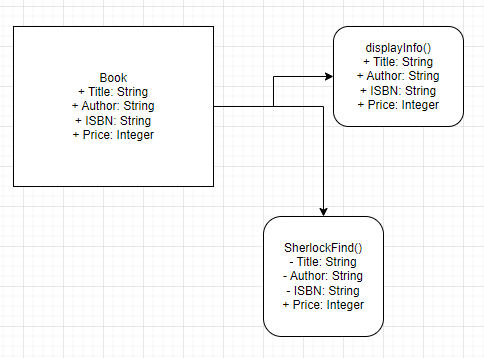 Book
+ Title: String
+ Author: String
+ ISBN: String
+ Price: Integer
displayInfo()
+ Title: String
+ Author: String
+ ISBN: String
+ Price: Integer
SherlockFind()
- Title: String
- Author: String
- ISBN: String
+ Price: Integer